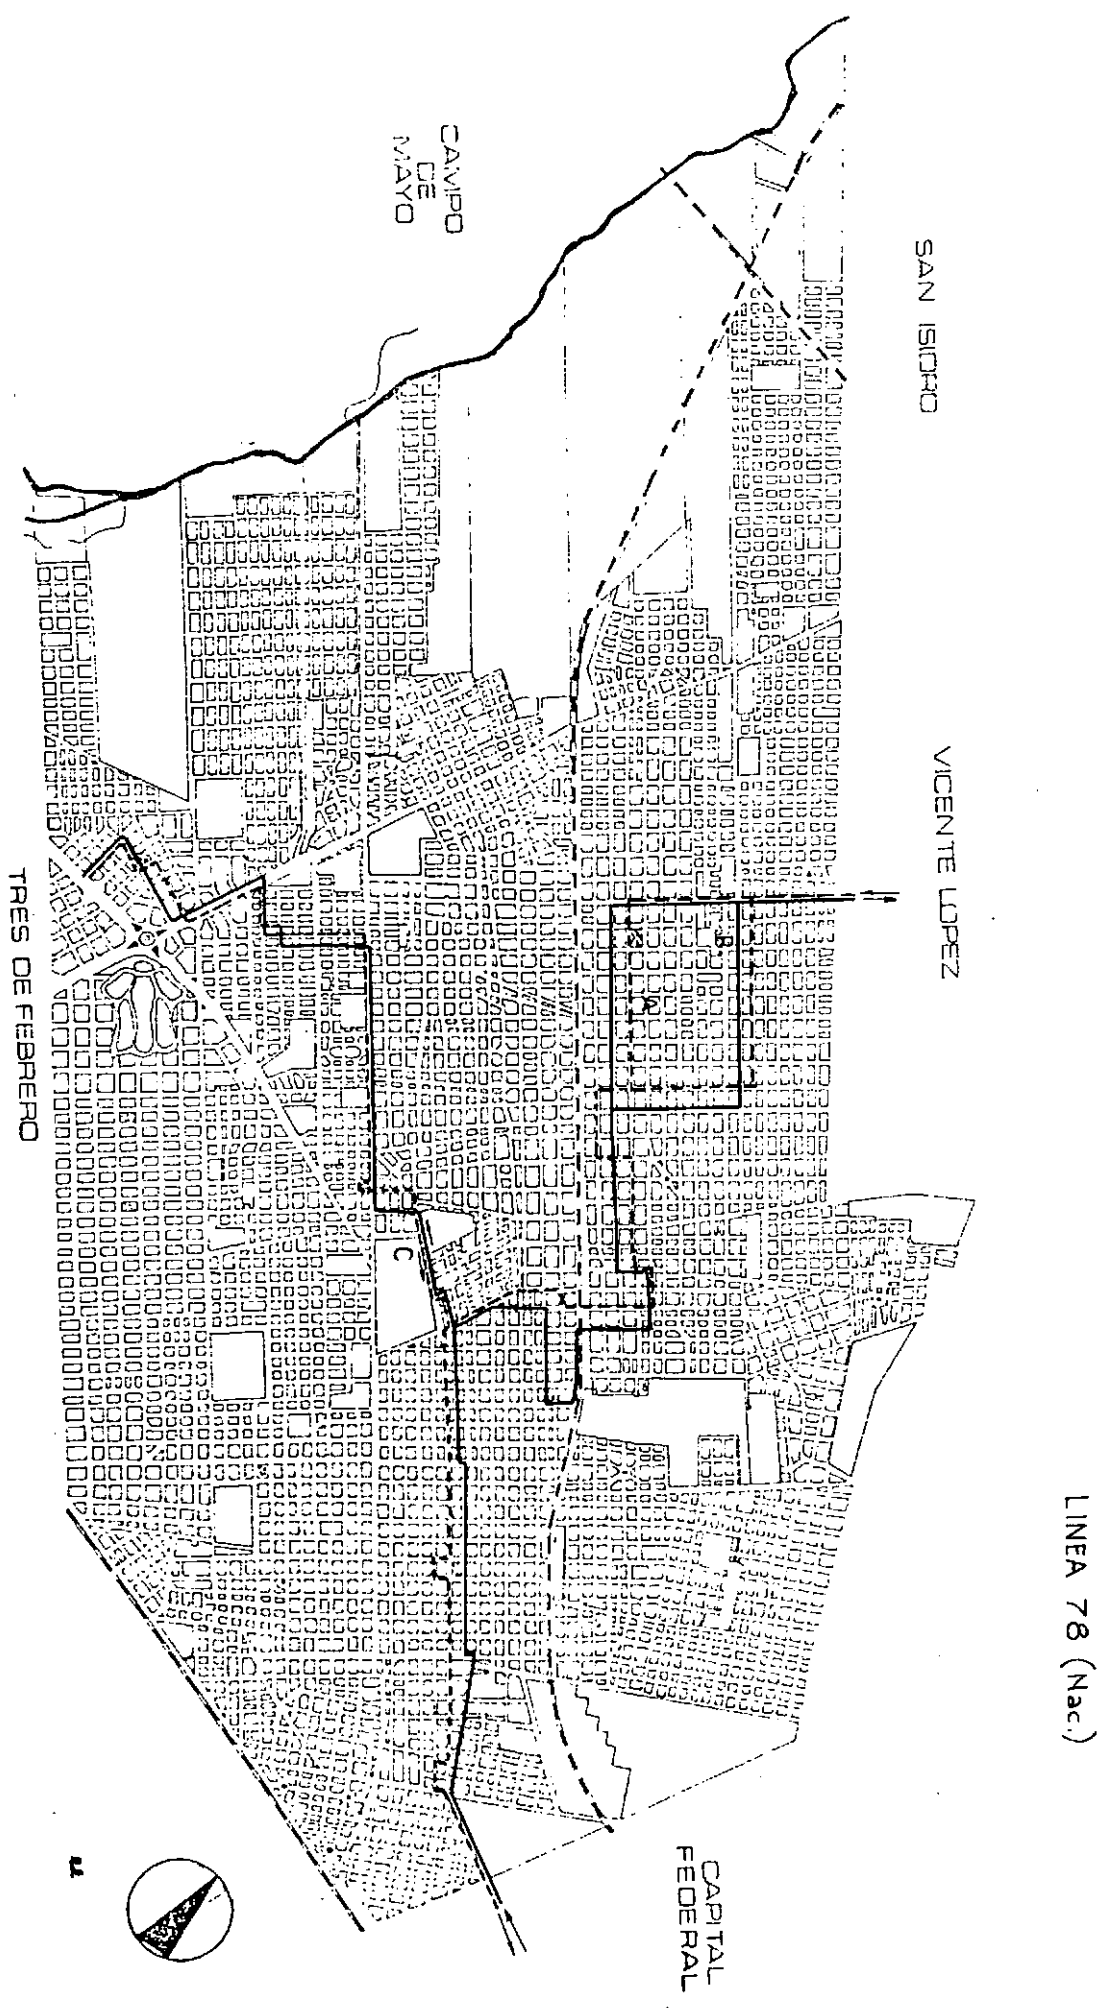 LINEA 78 (Nac.)
SAN ISIDRO
VICENTE LOPEZ
CAPITAL
FEDERAL
CAMPO
DE
MAYO
TRES DE FEBRERO
B
A
C